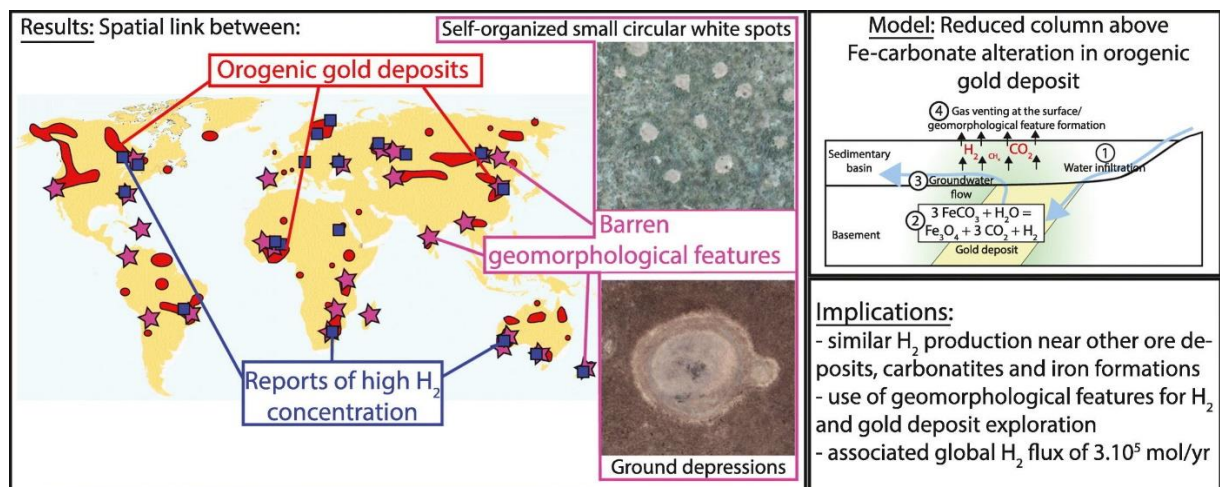 Results: Spatial link between:
Self-organized small circular white spots
Orogenic gold deposits
Barren
geomorphological features
Reports of high H₂
concentration
Ground depressions
Model: Reduced column above
Fe-carbonate alteration in orogenic
gold deposit
④ Gas venting at the surface/
geomorphological feature formation
H₂ CH₄ CO₂
Sedimentary
basin
①
Water infiltration
③ Groundwater
flow
② 3 FeCO₃ + H₂O =
Fe₃O₄ + 3 CO₂ + H₂
Basement
Gold deposit
Implications:
- similar H₂ production near other ore de-
posits, carbonatites and iron formations
- use of geomorphological features for H₂
and gold deposit exploration
- associated global H₂ flux of 3.10⁵ mol/yr